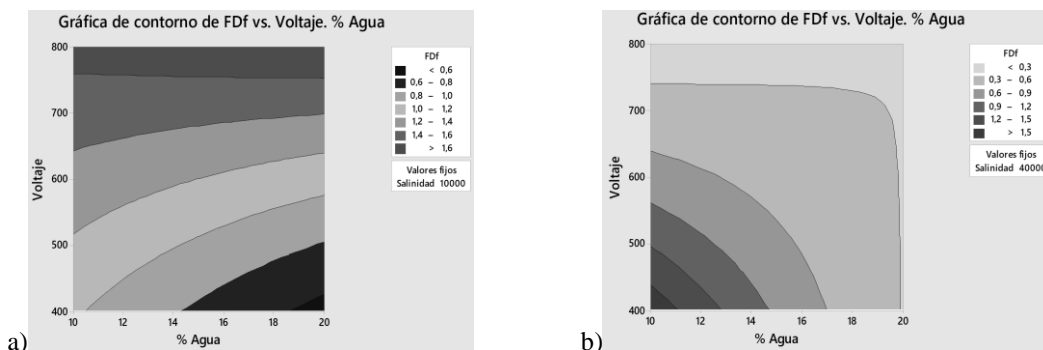 Gráfica de contorno de FDf vs. Voltaje. % Agua
800
700
600
500
400
Voltaje
10
12
14
16
18
20
% Agua
FDf
< 0,6
0,6 – 0,8
0,8 – 1,0
1,0 – 1,2
1,2 – 1,4
1,4 – 1,6
> 1,6
Valores fijos
Salinidad 10000
a)
Gráfica de contorno de FDf vs. Voltaje. % Agua
800
700
600
500
400
Voltaje
10
12
14
16
18
20
% Agua
FDf
< 0,3
0,3 – 0,6
0,6 – 0,9
0,9 – 1,2
1,2 – 1,5
> 1,5
Valores fijos
Salinidad 40000
b)